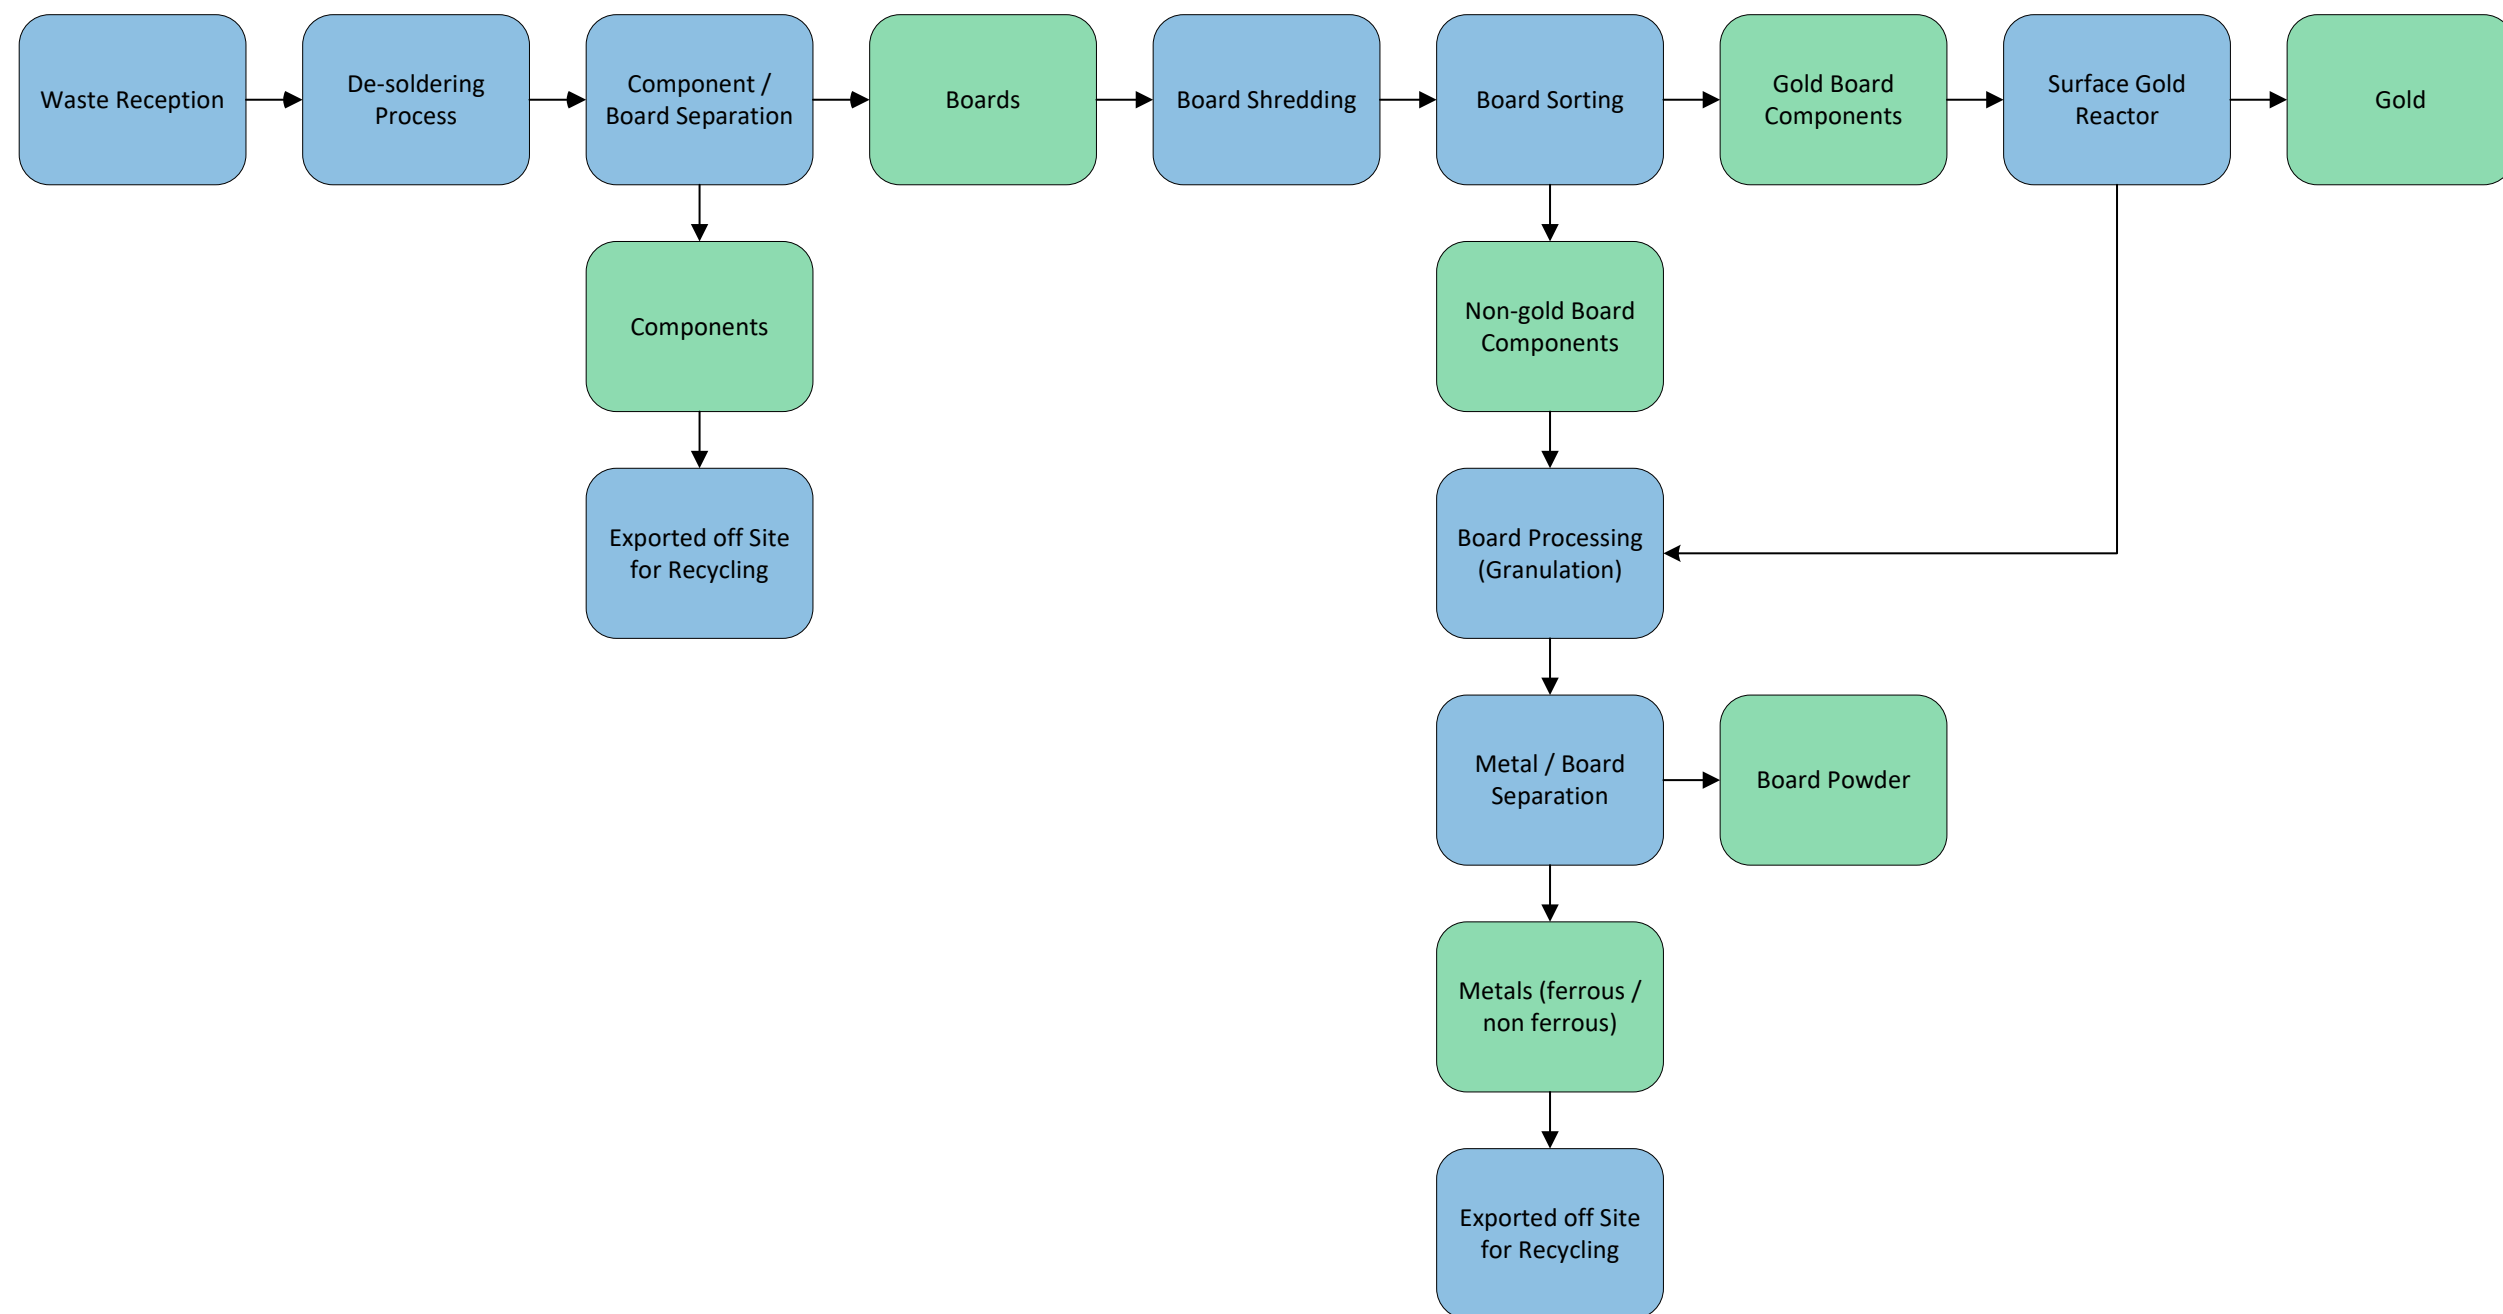 Waste Reception
De-soldering
Process
Component /
Board Separation
Boards
Board Shredding
Board Sorting
Gold Board
Components
Surface Gold
Reactor
Gold
Components
Non-gold Board
Components
Exported off Site
for Recycling
Board Processing
(Granulation)
Metal / Board
Separation
Board Powder
Metals (ferrous /
non ferrous)
Exported off Site
for Recycling